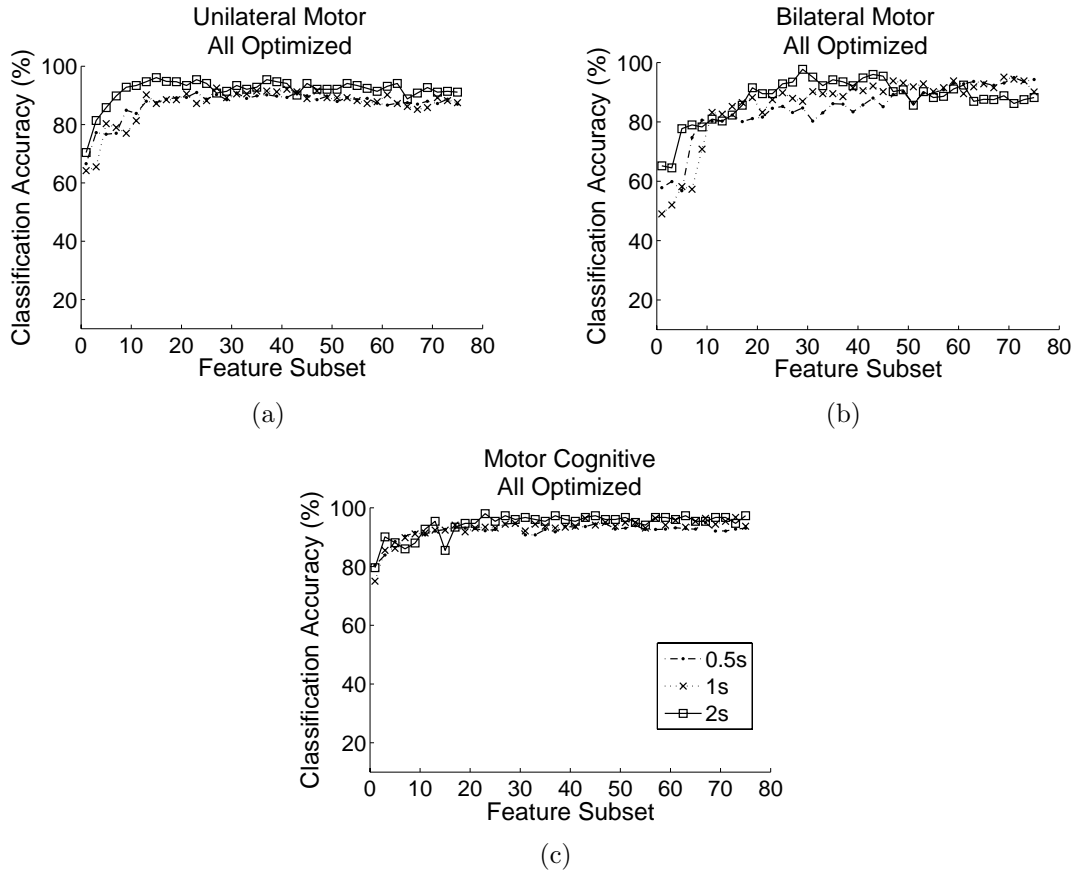 Unilateral Motor
All Optimized
Classification Accuracy (%)
100
80
60
40
20
0 10 20 30 40 50 60 70 80
Feature Subset
(a)
Bilateral Motor
All Optimized
Classification Accuracy (%)
100
80
60
40
20
0 10 20 30 40 50 60 70 80
Feature Subset
(b)
Motor Cognitive
All Optimized
Classification Accuracy (%)
100
80
60
40
20
0 10 20 30 40 50 60 70 80
Feature Subset
0.5s
1s
2s
(c)